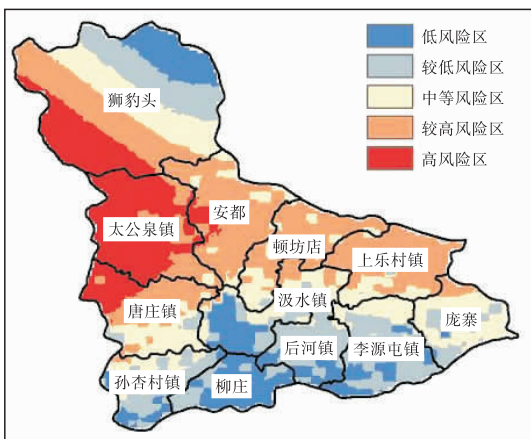 低风险区
较低风险区
中等风险区
较高风险区
高风险区
狮豹头
太公泉镇
安都
顿坊店
上乐村镇
唐庄镇
汲水镇
庞寨
后河镇
李源屯镇
孙杏村镇
柳庄